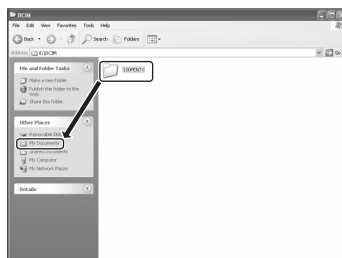 DCIM
File Edit View Favorites Tools Help
Back Search Folders
Address E:\DCIM
File and Folder Tasks
Make a new folder
Publish this folder to the Web
Share this folder
100PENTX
Other Places
Removable Disk
My Documents
Shared Documents
My Computer
My Network Places
Details